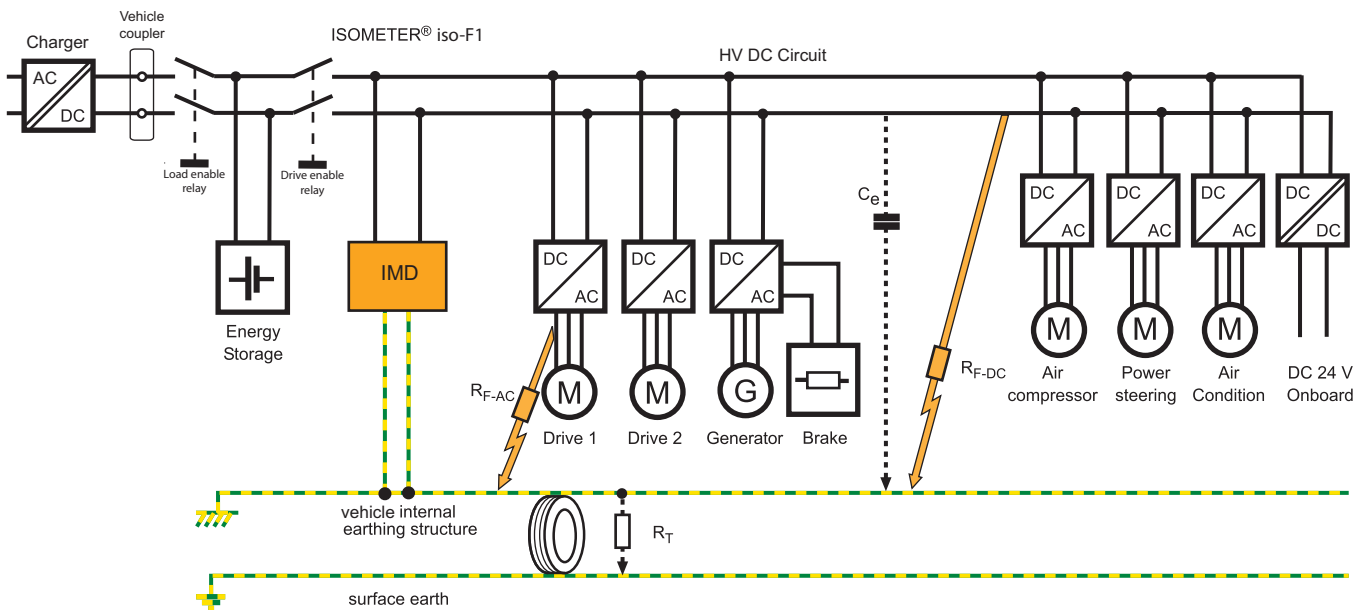 Vehicle
coupler
Charger
ISOMETER® iso-F1
HV DC Circuit
AC
DC
Load enable
relay
Drive enable
relay
Energy
Storage
IMD
DC
AC
DC
AC
DC
AC
Ce
DC
AC
DC
AC
DC
AC
DC
DC
RF-AC
M
Drive 1
M
Drive 2
G
Generator
Brake
RF-DC
M
Air
compressor
M
Power
steering
M
Air
Condition
DC 24 V
Onboard
vehicle internal
earthing structure
RT
surface earth